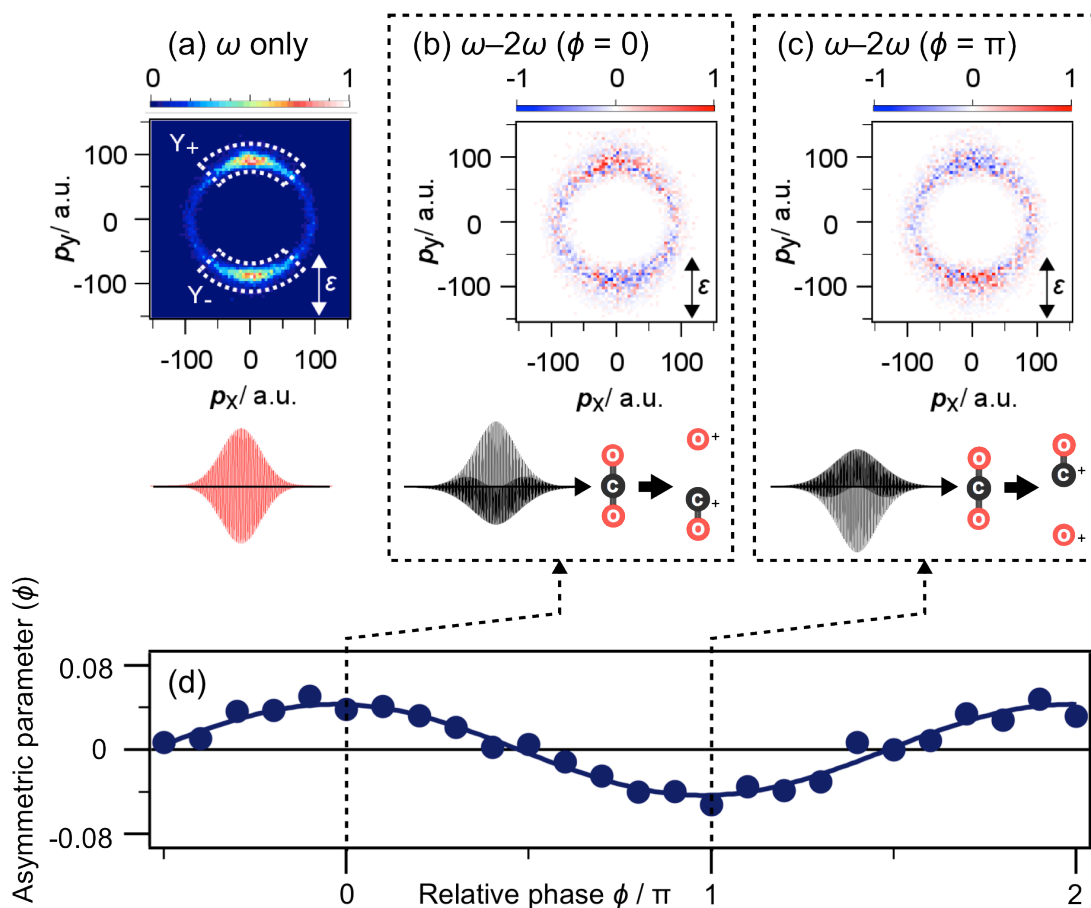 (a) ω only
(b) ω–2ω (ϕ = 0)
(c) ω–2ω (ϕ = π)
0 1
-1 0 1
-1 0 1
Y+
Y-
ε
100
0
-100
py/ a.u.
-100 0 100
px/ a.u.
ε
100
0
-100
py/ a.u.
-100 0 100
px/ a.u.
ε
100
0
-100
py/ a.u.
-100 0 100
px/ a.u.
O
C
O
O+
C+
O
O
C
O
O
C+
O+
Asymmetric parameter (ϕ)
(d)
0.08
0
-0.08
0 1 2
Relative phase ϕ / π